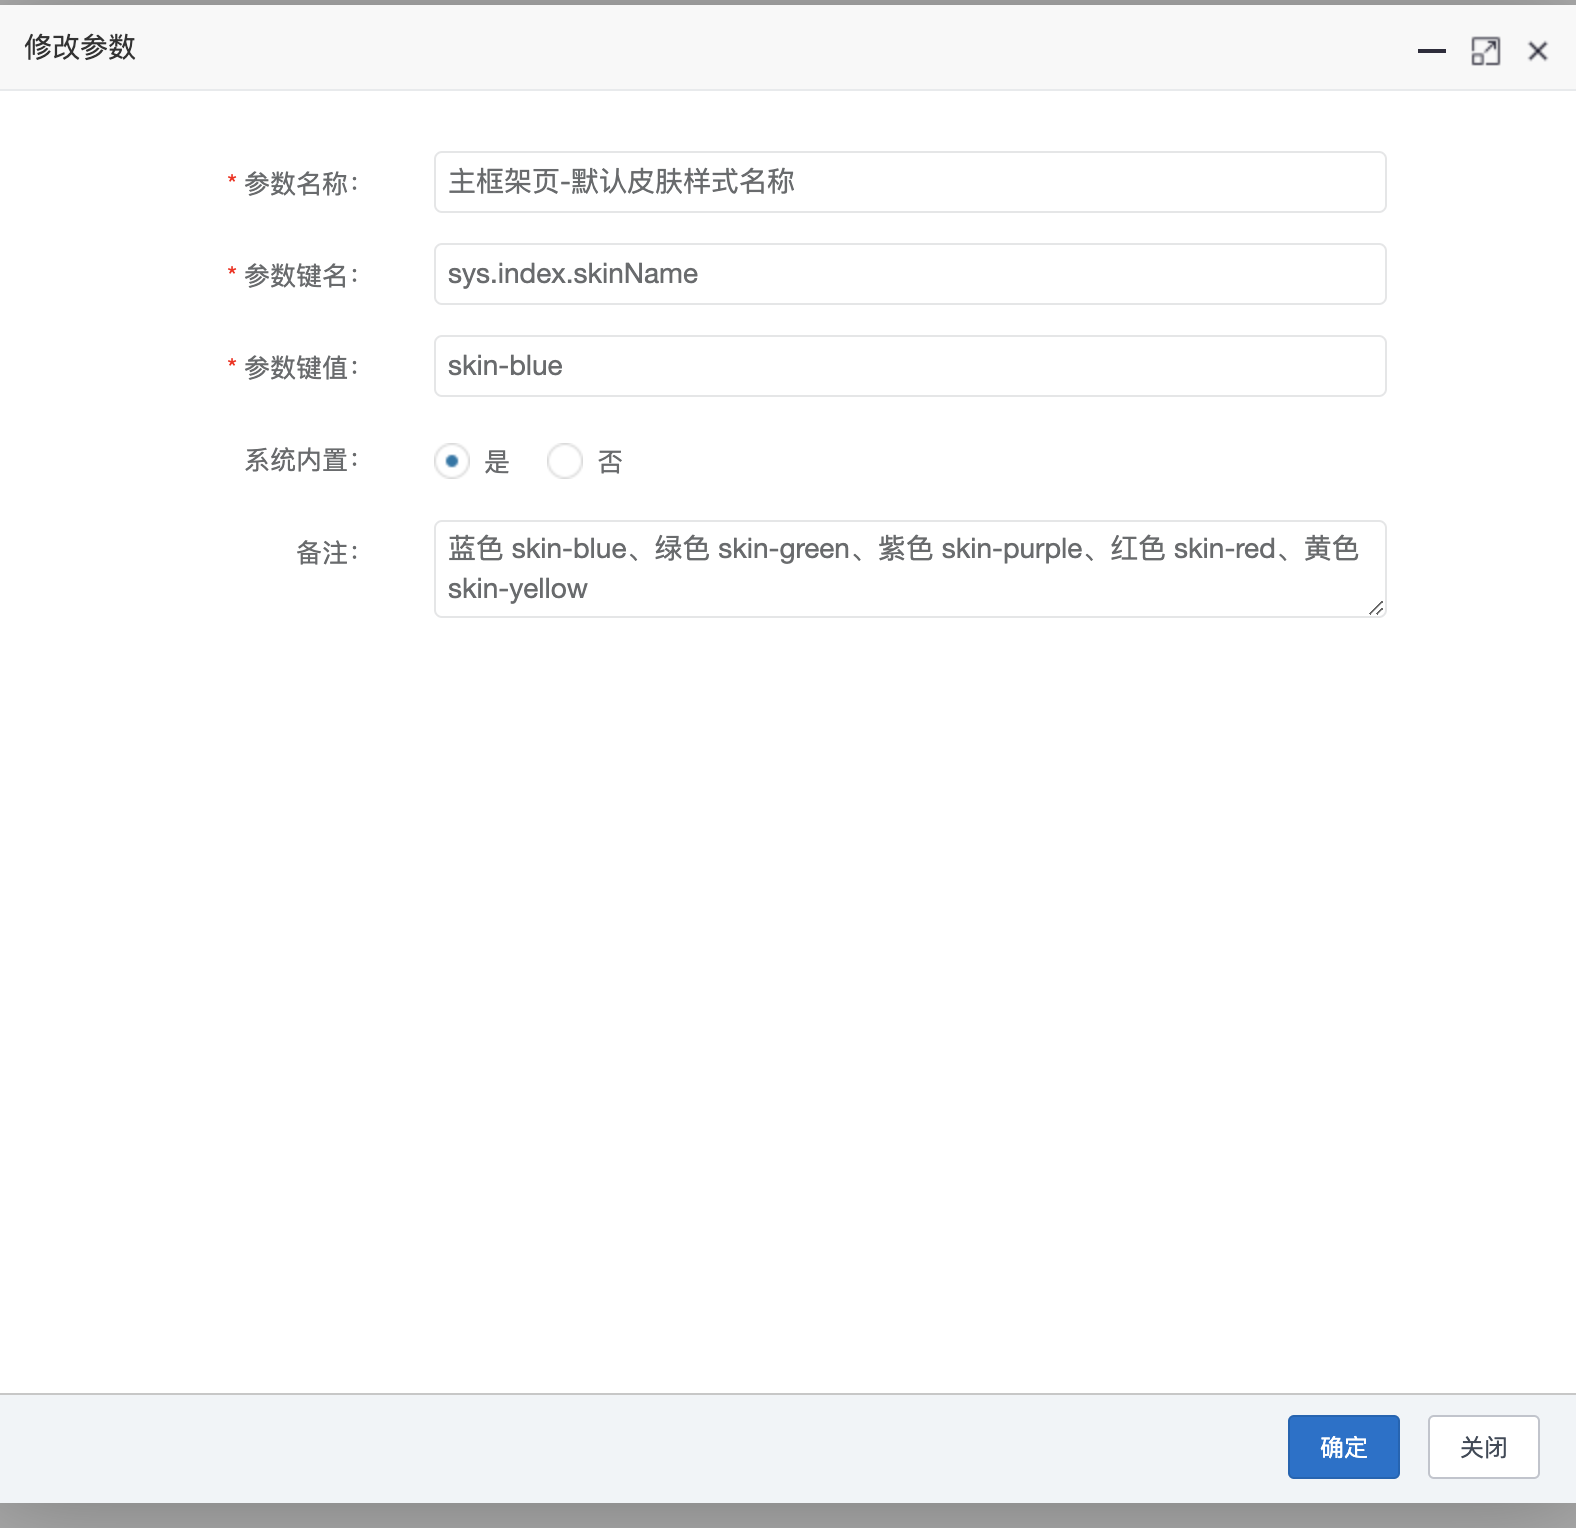 修改参数
* 参数名称: 主框架页-默认皮肤样式名称
* 参数键名: sys.index.skinName
* 参数键值: skin-blue
系统内置: 是 否
备注: 蓝色 skin-blue、绿色 skin-green、紫色 skin-purple、红色 skin-red、黄色
skin-yellow
确定 关闭